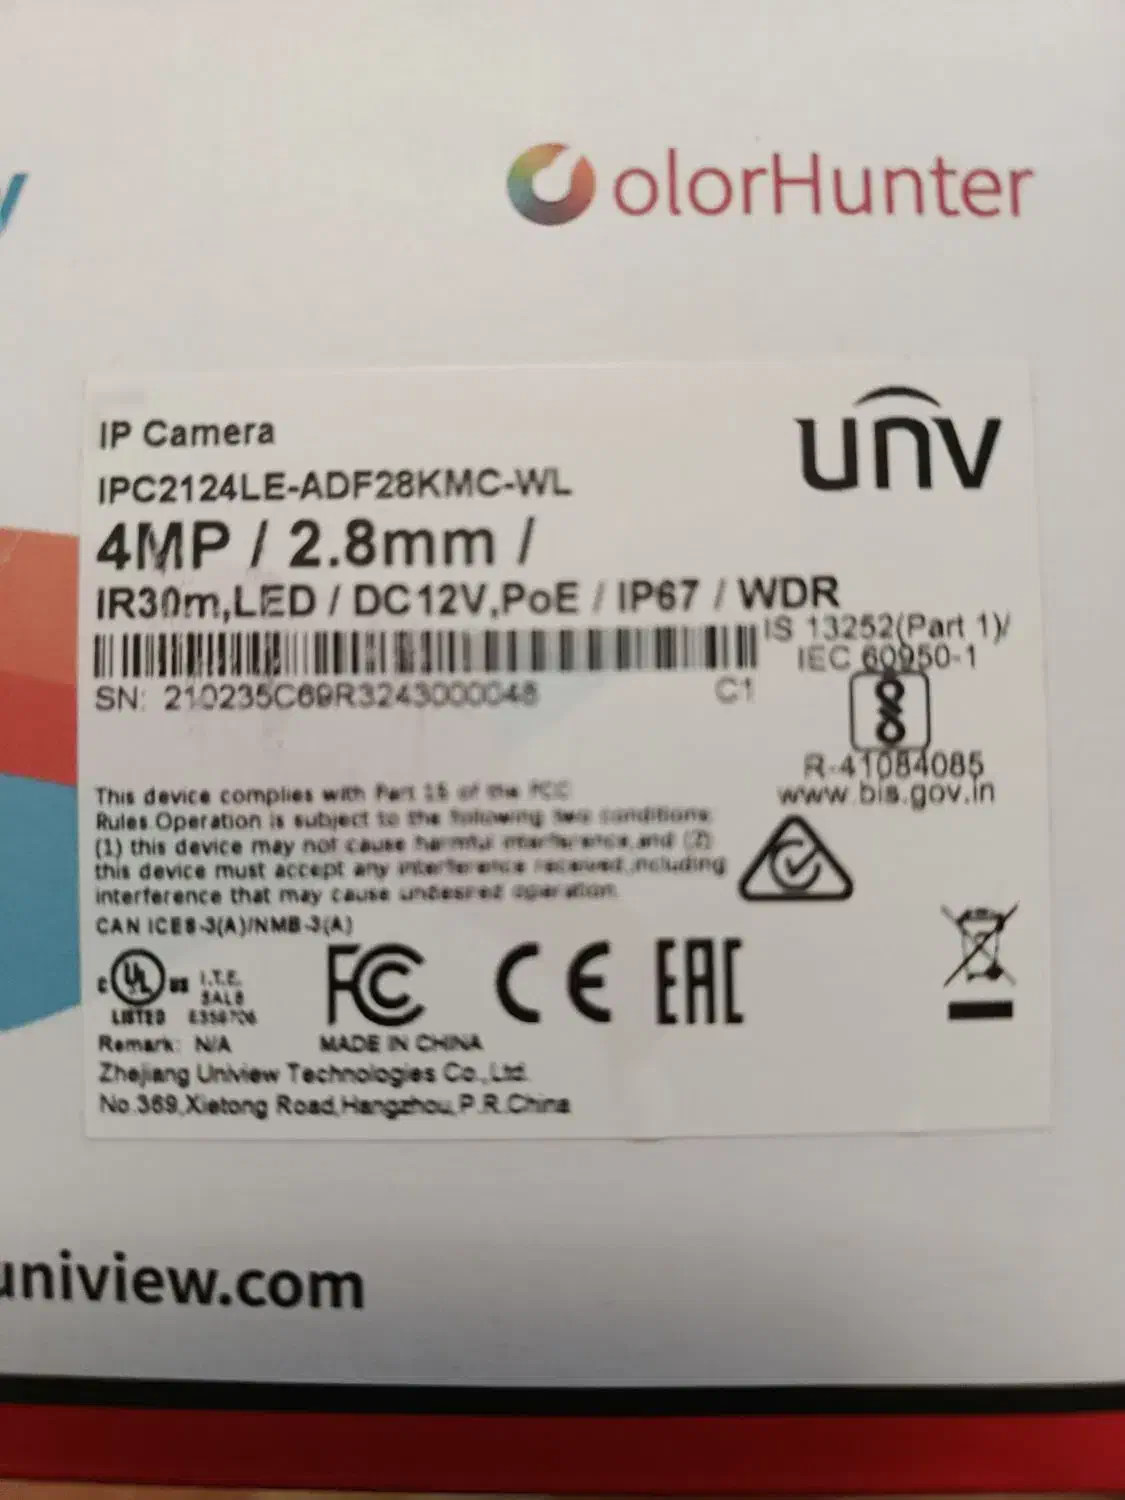 olorHunter
IP Camera
unv
IPC2124LE-ADF28KMC-WL
4MP / 2.8mm /
IR30m,LED / DC12V,PoE / IP67 / WDR
IS 13252(Part 1)/
IEC 60950-1
SN: 210235C69R3243000048
C1
R-41084085
www.bis.gov.in
This device complies with Part 15 of the FCC
Rules.Operation is subject to the following two conditions:
(1) this device may not cause harmful interference,and (2)
this device must accept any interference received,including
interference that may cause undesired operation.
CAN ICES-3(A)/NMB-3(A)
C UL US I.T.E.
LISTED
FC CE EAC
Remark: N/A
MADE IN CHINA
Zhejiang Uniview Technologies Co.,Ltd.
No.369,Xietong Road,Hangzhou,P.R.China
uniview.com